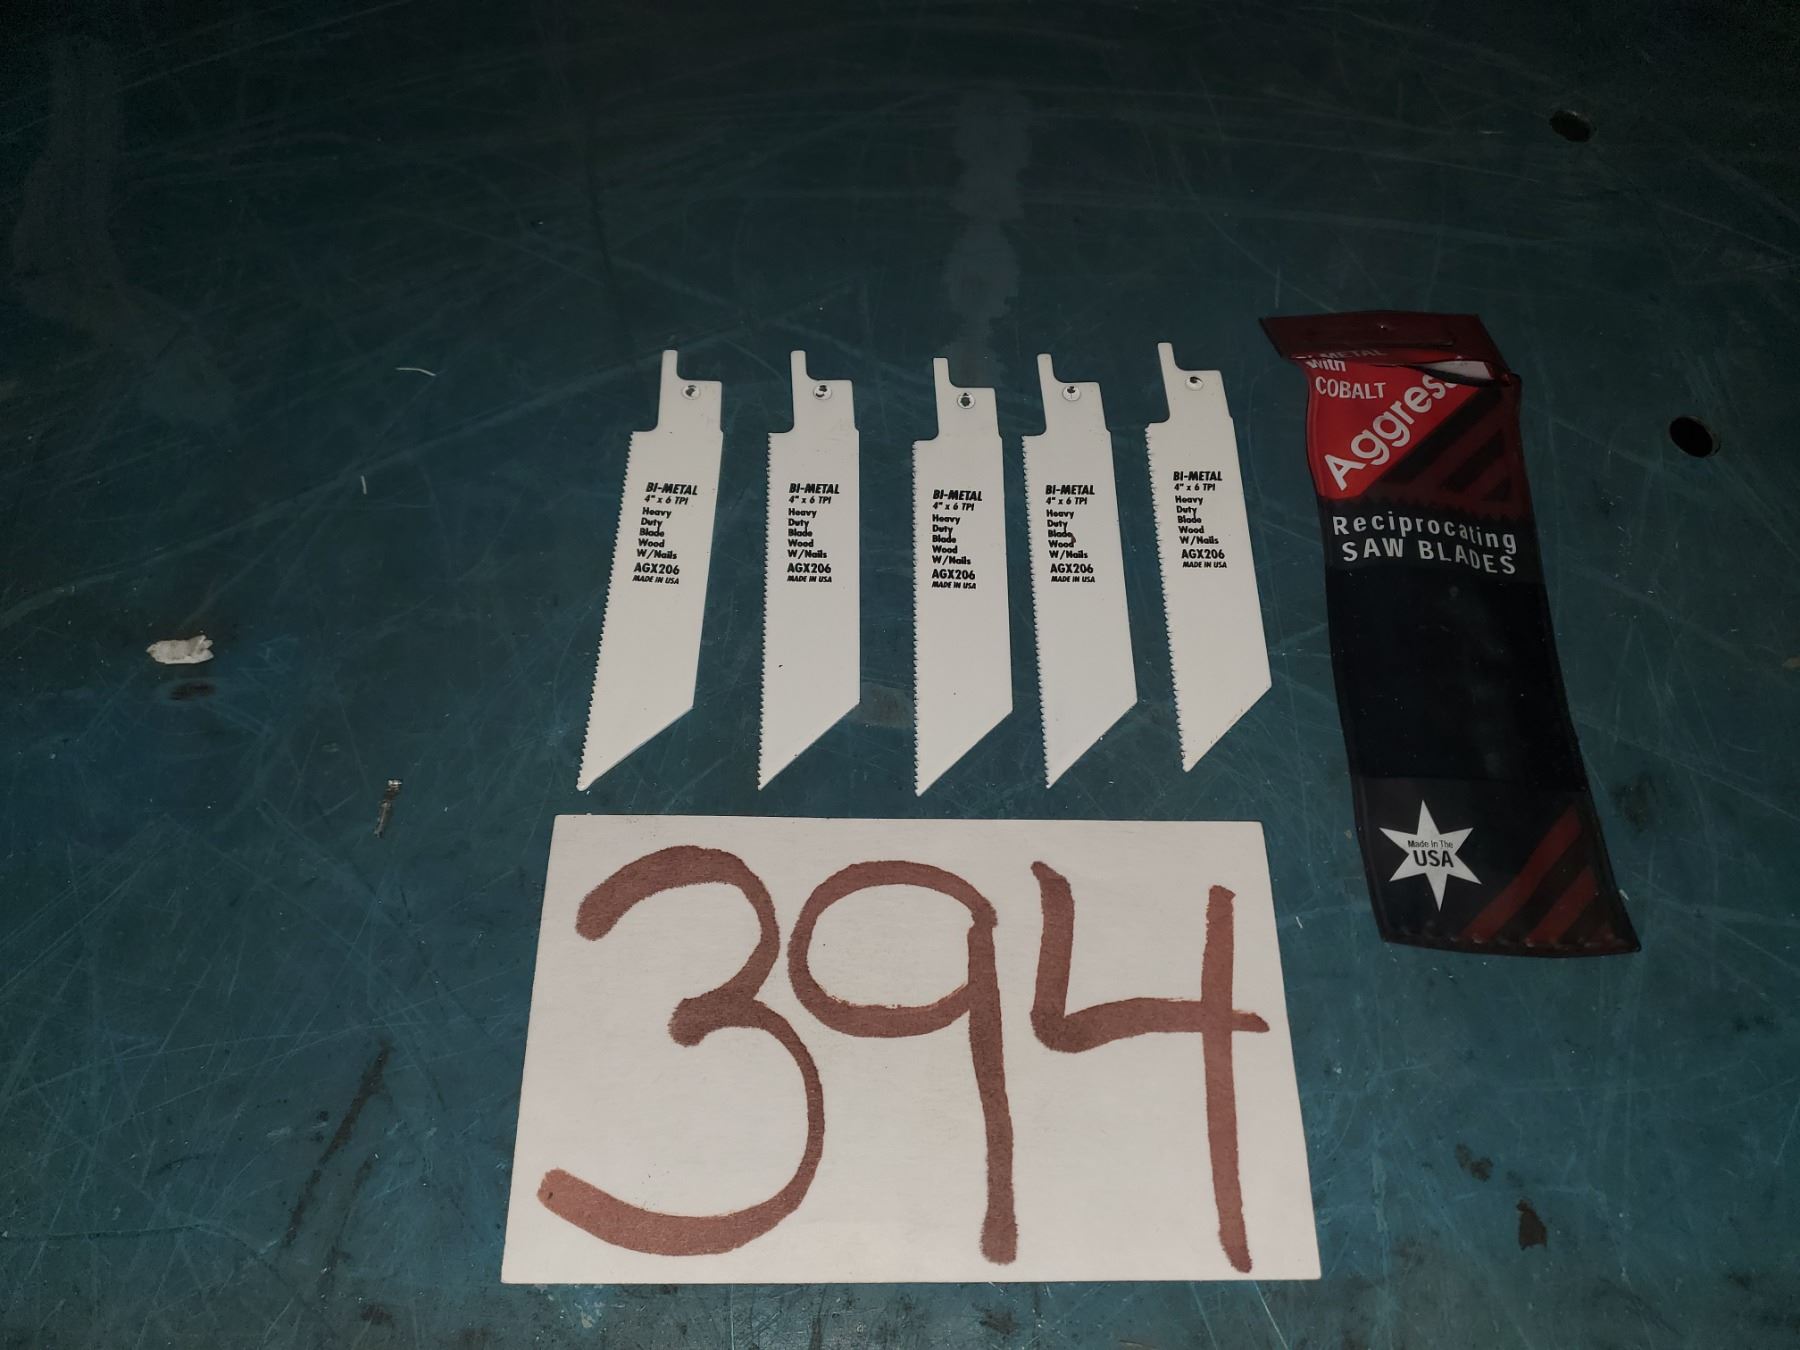 BI-METAL
4" x 6 TPI
Heavy
Duty
Blade
Wood
W/Nails
AGX206
MADE IN USA
BI-METAL
4" x 6 TPI
Heavy
Duty
Blade
Wood
W/Nails
AGX206
MADE IN USA
BI-METAL
4" x 6 TPI
Heavy
Duty
Blade
Wood
W/Nails
AGX206
MADE IN USA
BI-METAL
4" x 6 TPI
Heavy
Duty
Blade
Wood
W/Nails
AGX206
MADE IN USA
BI-METAL
4" x 6 TPI
Heavy
Duty
Blade
Wood
W/Nails
AGX206
MADE IN USA
METAL
With
COBALT
Aggress
Reciprocating
SAW BLADES
Made In The
USA
394